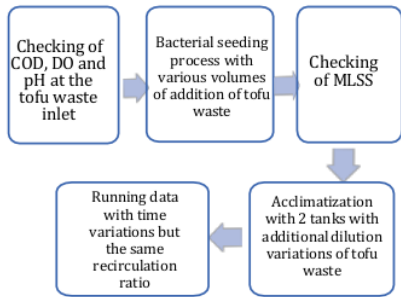 Checking of
COD, DO and
pH at the
tofu waste
inlet
Bacterial seeding
process with
various volumes
of addition of tofu
waste
Checking
of MLSS
Acclimatization
with 2 tanks with
additional dilution
variations of tofu
waste
Running data
with time
variations but
the same
recirculation
ratio